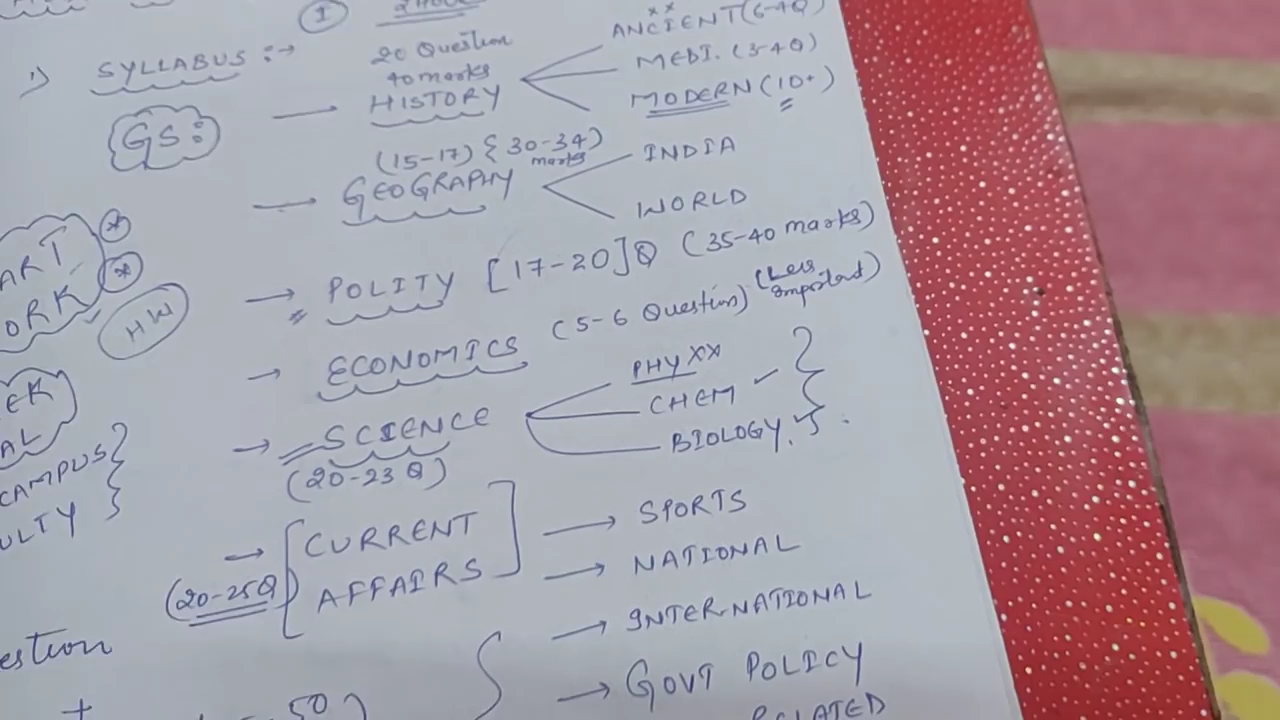 1) SYLLABUS :→
I
GS:
20 Question
40 marks
HISTORY
ANCIENT (6-4Q)
MEDI. (3-4Q)
MODERN (10+)
(15-17) { 30-34)
marks
GEOGRAPHY
INDIA
WORLD
→ POLITY [17-20]Q (35-40 marks)
→ ECONOMICS (5-6 Question) (Less
important)
→ SCIENCE
(20-23 Q)
PHY XX
CHEM ✓
BIOLOGY.
→ [CURRENT
AFFAIRS]
(20-25Q)
→ SPORTS
→ NATIONAL
→ INTERNATIONAL
→ GOVT POLICY
RELATED
ART
ORK
HW
EK
AL
CAMPUS
ULTY
estion
+
50)